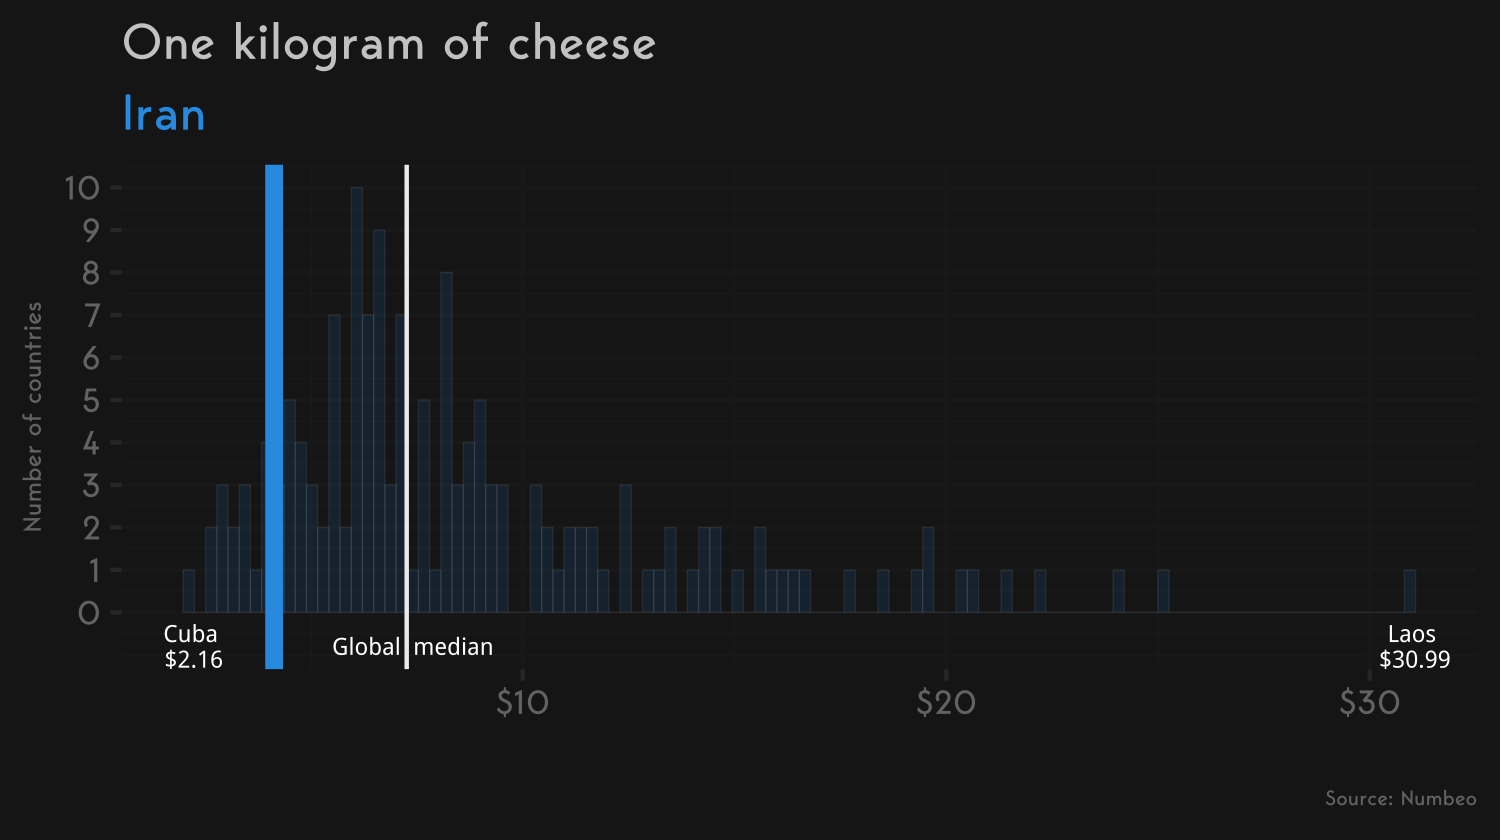 One kilogram of cheese
Iran
Number of countries
10
9
8
7
6
5
4
3
2
1
0
Cuba
$2.16
Global median
Laos
$30.99
$10
$20
$30
Source: Numbeo